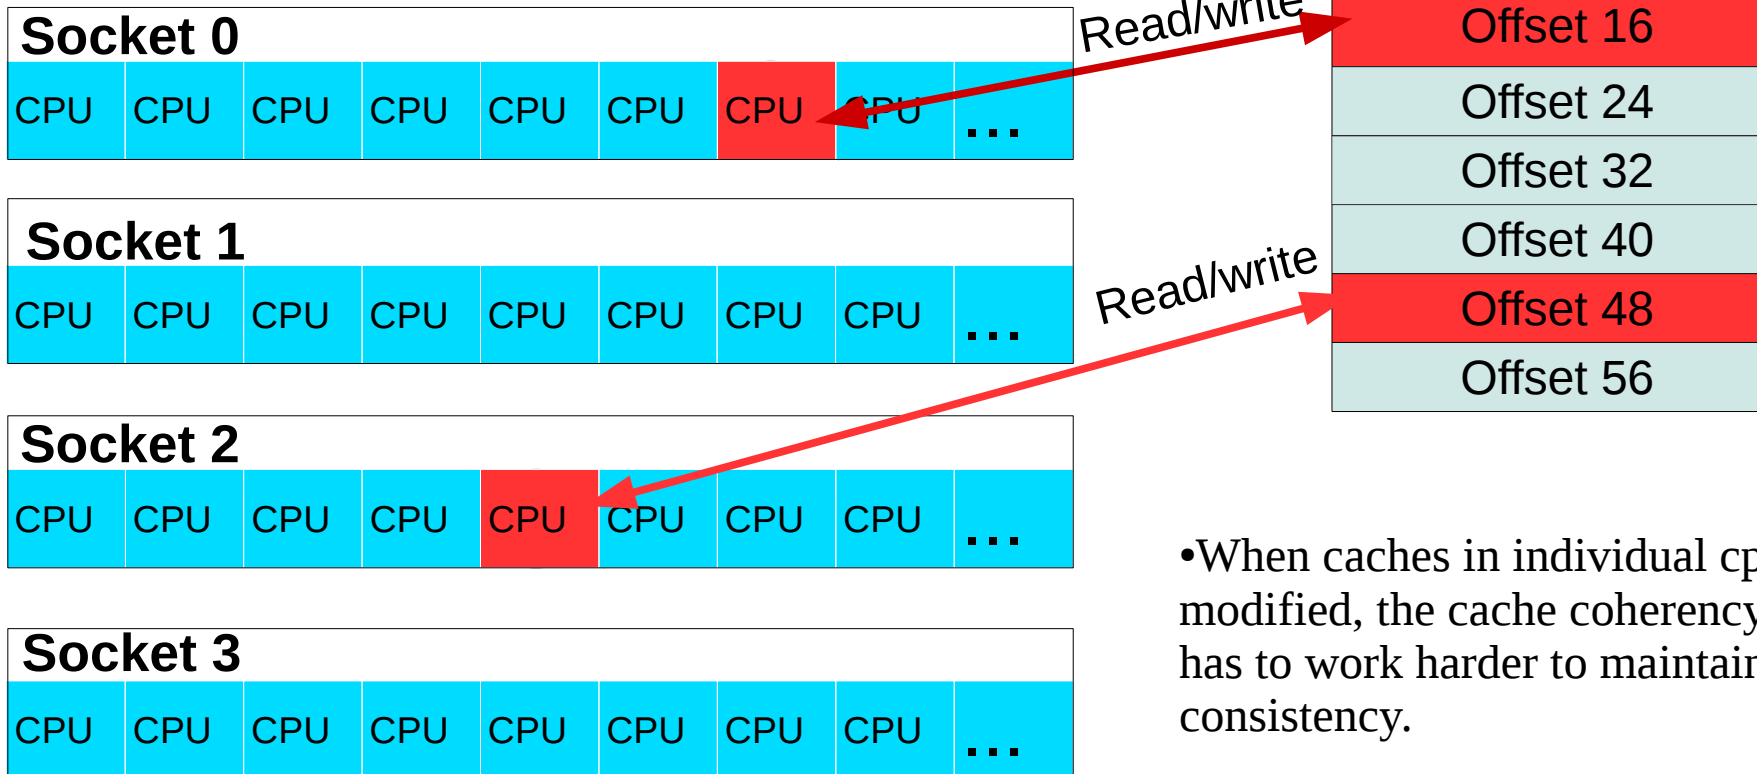 Socket 0
CPU CPU CPU CPU CPU CPU CPU CPU ...
Socket 1
CPU CPU CPU CPU CPU CPU CPU CPU ...
Socket 2
CPU CPU CPU CPU CPU CPU CPU CPU ...
Socket 3
CPU CPU CPU CPU CPU CPU CPU CPU ...
Read/write
Read/write
Offset 16
Offset 24
Offset 32
Offset 40
Offset 48
Offset 56
•When caches in individual
modified, the cache coherency
has to work harder to maintain
consistency.